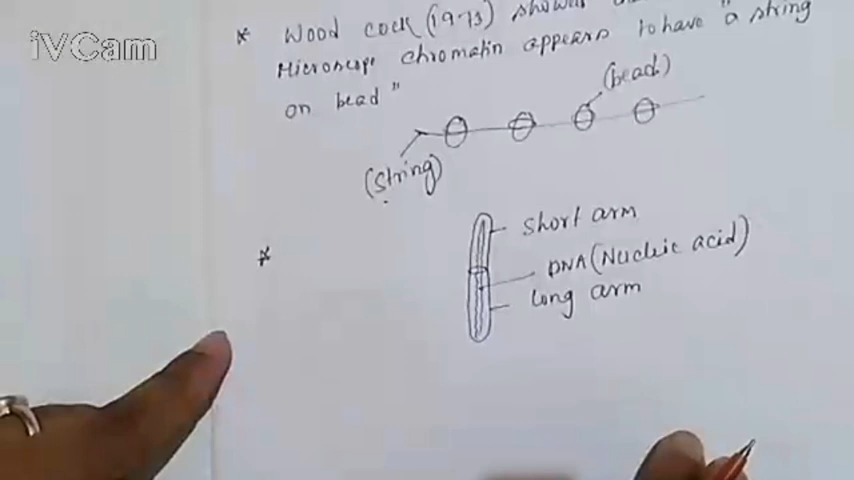 iVCam
* Wood cock (1973) showed
Microscope chromatin appears to have "a string
on bead"
(bead)
(string)
short arm
*
DNA (Nucleic acid)
long arm